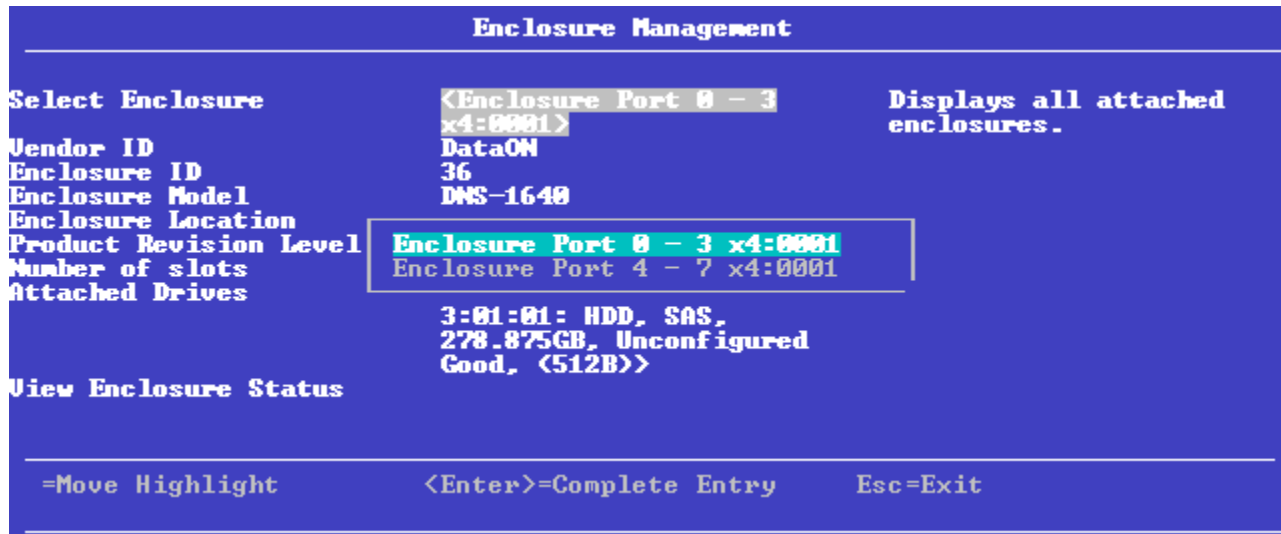 Enclosure Management
Select Enclosure <Enclosure Port 0 - 3 Displays all attached
x4:0001> enclosures.
Vendor ID DataON
Enclosure ID 36
Enclosure Model DNS-1640
Enclosure Location
Product Revision Level Enclosure Port 0 - 3 x4:0001
Number of slots Enclosure Port 4 - 7 x4:0001
Attached Drives
3:01:01: HDD, SAS,
278.875GB, Unconfigured
Good, (512B)>
View Enclosure Status
=Move Highlight <Enter>=Complete Entry Esc=Exit